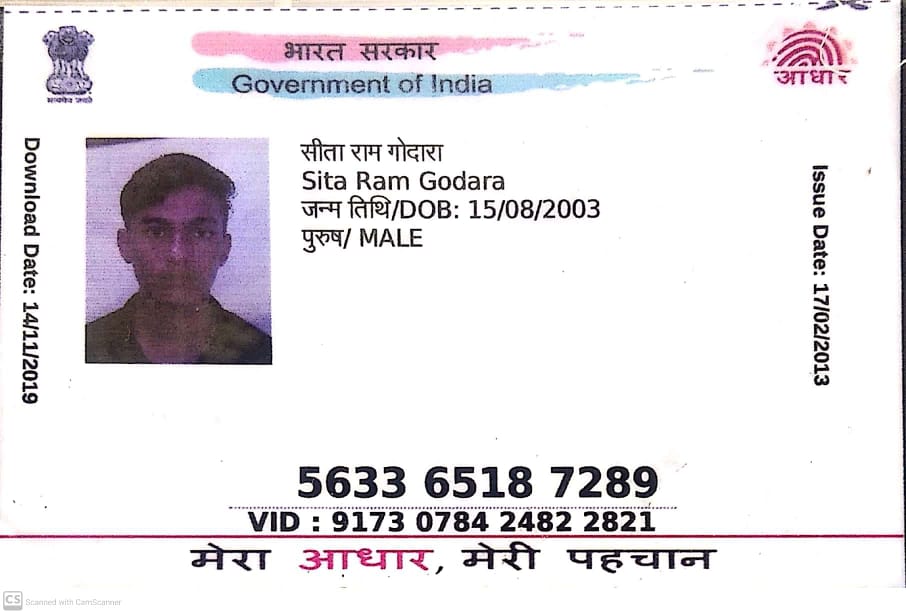 भारत सरकार
Government of India
सत्यमेव जयते
आधार
Download Date: 14/11/2019
सीता राम गोदारा
Sita Ram Godara
जन्म तिथि/DOB: 15/08/2003
पुरुष/ MALE
Issue Date: 17/02/2013
5633 6518 7289
VID : 9173 0784 2482 2821
मेरा आधार, मेरी पहचान
CS Scanned with CamScanner